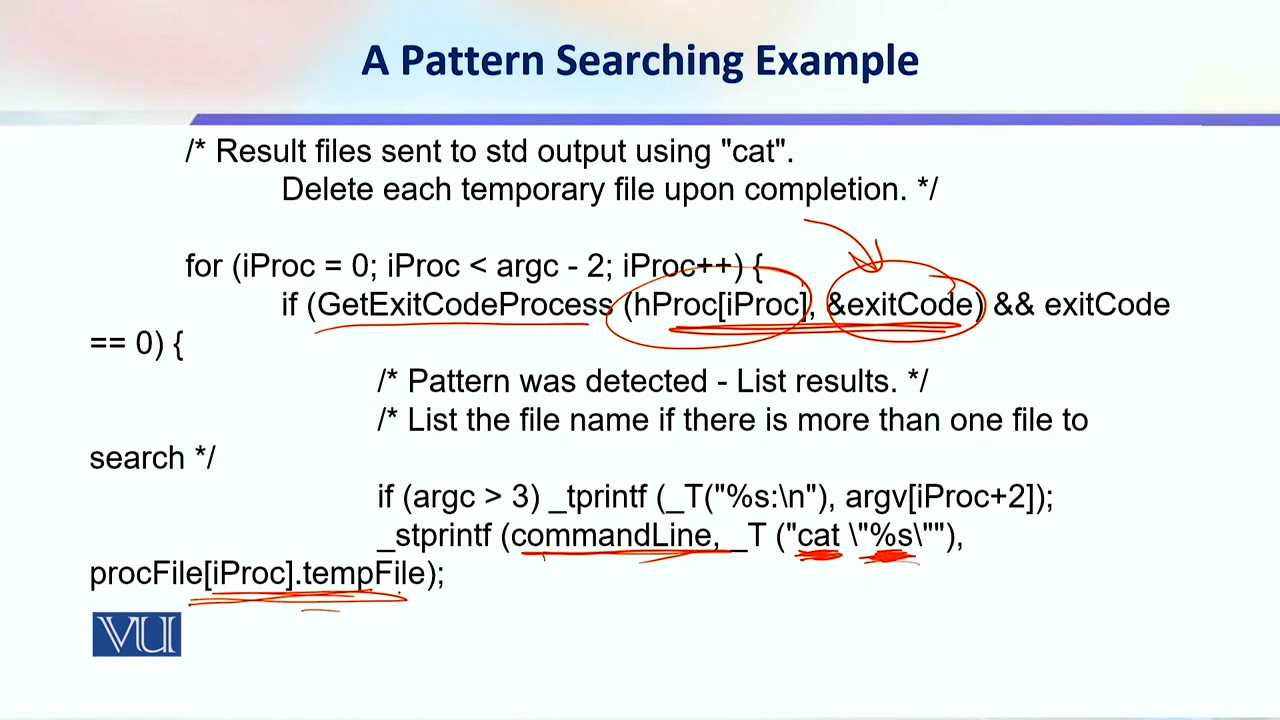 A Pattern Searching Example
/* Result files sent to std output using "cat".
Delete each temporary file upon completion. */
for (iProc = 0; iProc < argc - 2; iProc++) {
if (GetExitCodeProcess (hProc[iProc], &exitCode) && exitCode
== 0) {
/* Pattern was detected - List results. */
/* List the file name if there is more than one file to
search */
if (argc > 3) _tprintf (_T("%s:\n"), argv[iProc+2]);
_stprintf (commandLine, _T ("cat \"%s\""),
procFile[iProc].tempFile);
VU